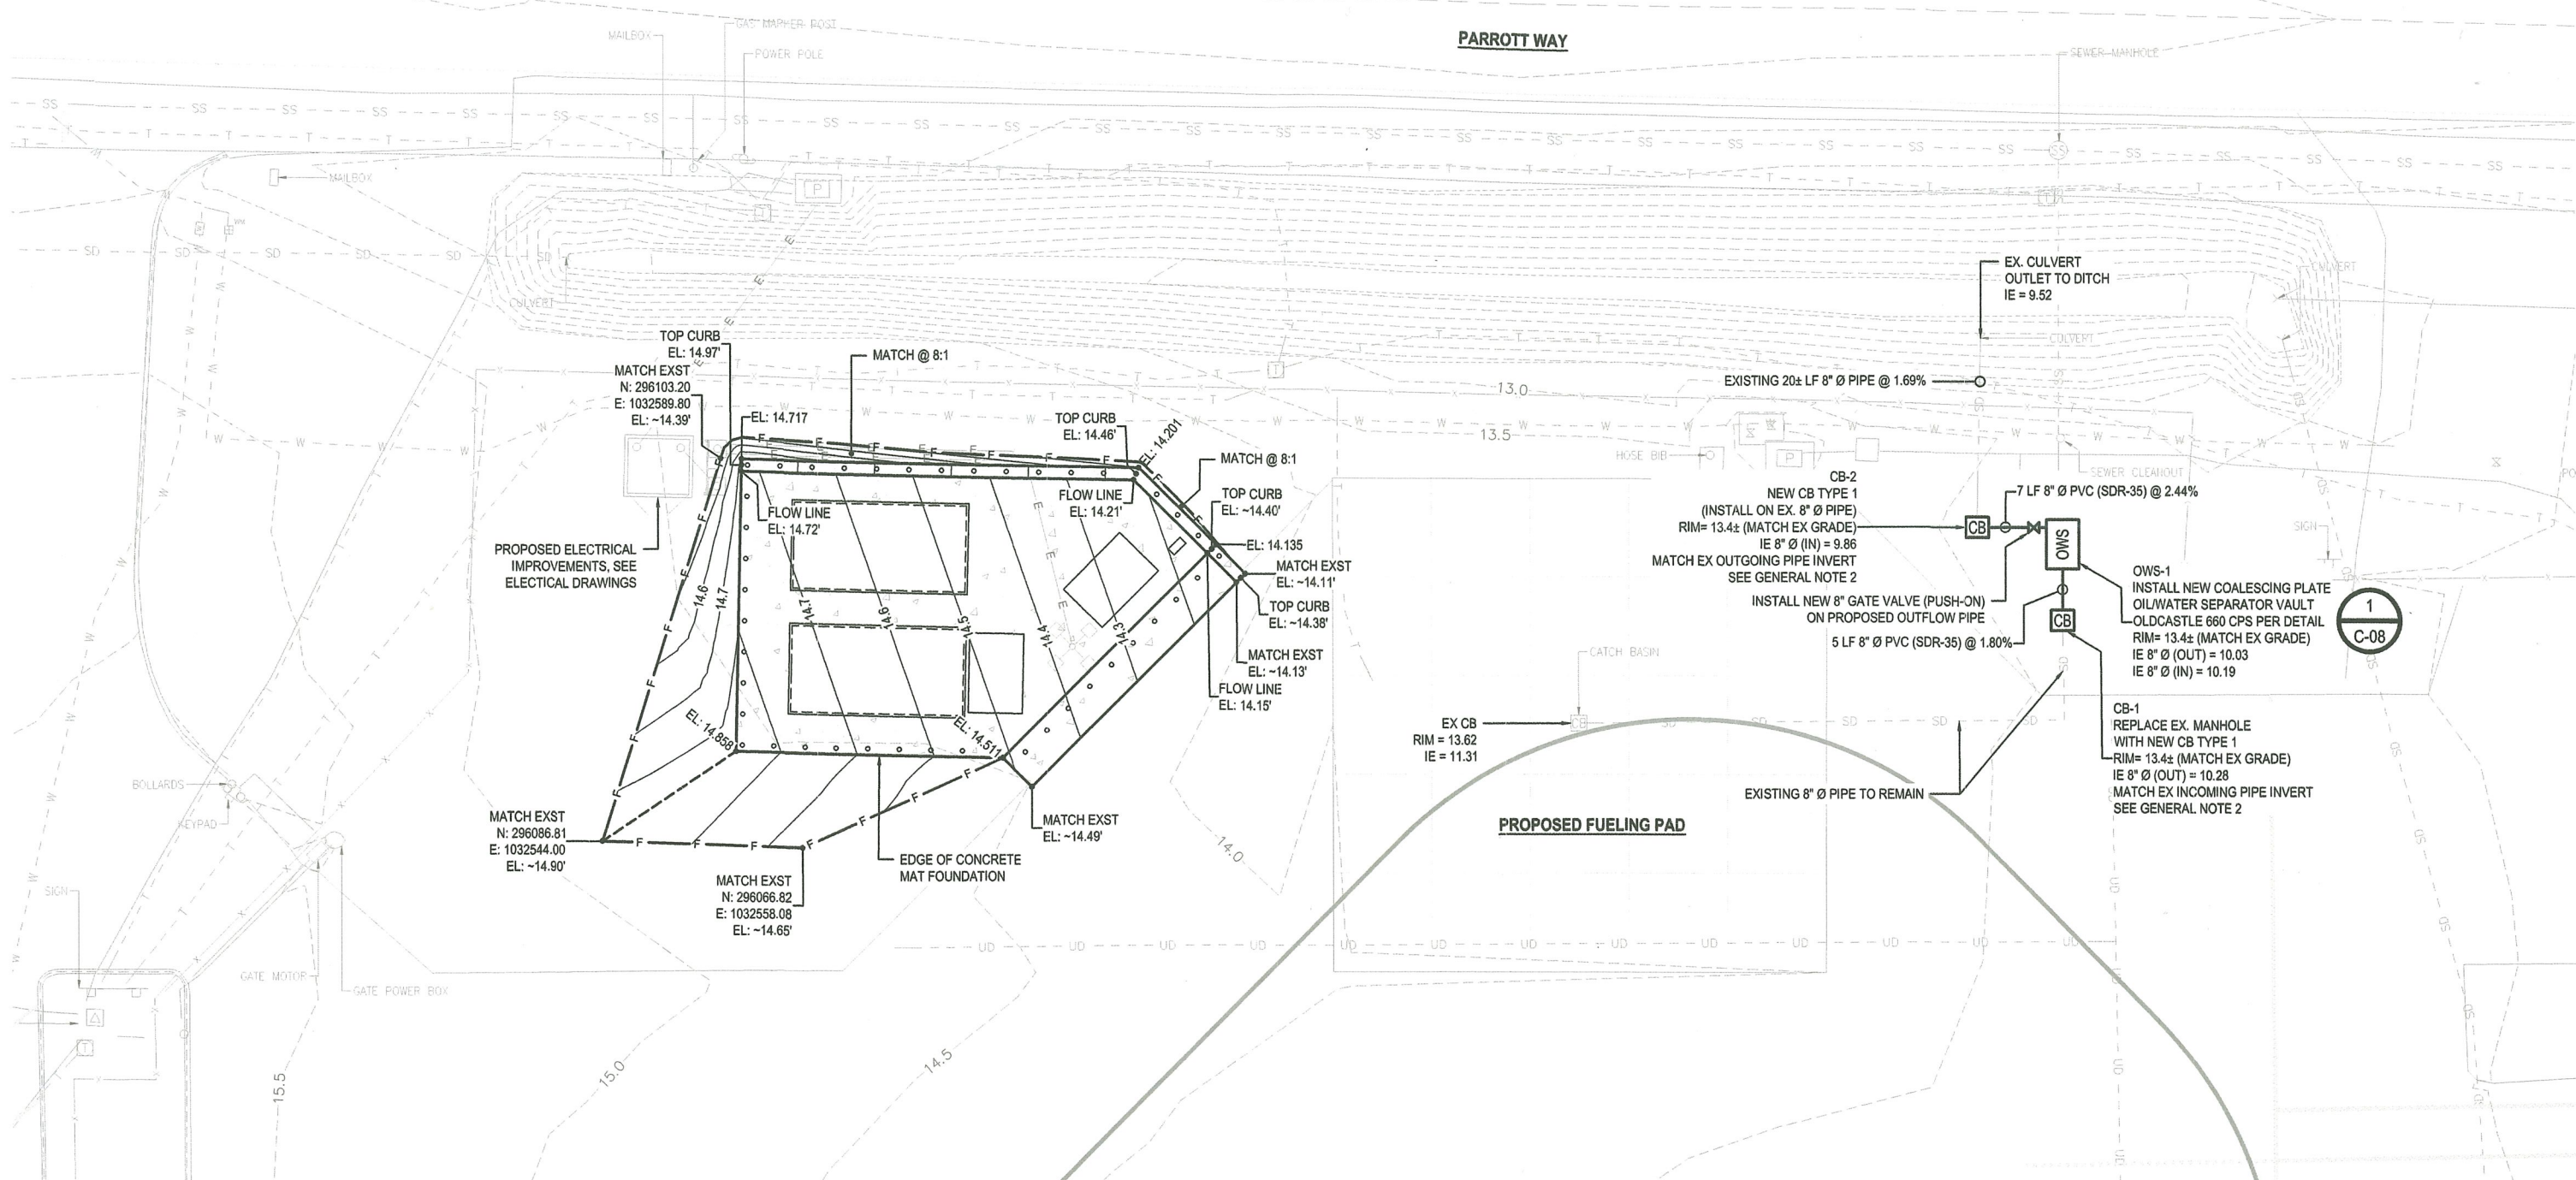 PARROTT WAY
MAILBOX
GAS MARKER POST
POWER POLE
SEWER MANHOLE
MAILBOX
CULVERT
EX. CULVERT
OUTLET TO DITCH
IE = 9.52
CULVERT
CULVERT
TOP CURB
EL: 14.97'
MATCH @ 8:1
MATCH EXST
N: 296103.20
E: 1032589.80
EL: ~14.39'
EL: 14.717
TOP CURB
EL: 14.46'
EL: 14.201
MATCH @ 8:1
13.0
13.5
EXISTING 20± LF 8" Ø PIPE @ 1.69%
HOSE BIB
SEWER CLEANOUT
FLOW LINE
EL: 14.72'
FLOW LINE
EL: 14.21'
TOP CURB
EL: ~14.40'
EL: 14.135
MATCH EXST
EL: ~14.11'
TOP CURB
EL: ~14.38'
MATCH EXST
EL: ~14.13'
FLOW LINE
EL: 14.15'
PROPOSED ELECTRICAL
IMPROVEMENTS, SEE
ELECTICAL DRAWINGS
14.6
14.7
14.7
14.6
14.5
14.4
14.3
EL: 14.858
EL: 14.511
CB-2
NEW CB TYPE 1
(INSTALL ON EX. 8" Ø PIPE)
RIM= 13.4± (MATCH EX GRADE)
IE 8" Ø (IN) = 9.86
MATCH EX OUTGOING PIPE INVERT
SEE GENERAL NOTE 2
7 LF 8" Ø PVC (SDR-35) @ 2.44%
CB
OWS
CB
SIGN
INSTALL NEW 8" GATE VALVE (PUSH-ON)
ON PROPOSED OUTFLOW PIPE
5 LF 8" Ø PVC (SDR-35) @ 1.80%
OWS-1
INSTALL NEW COALESCING PLATE
OIL/WATER SEPARATOR VAULT
OLDCASTLE 660 CPS PER DETAIL
RIM= 13.4± (MATCH EX GRADE)
IE 8" Ø (OUT) = 10.03
IE 8" Ø (IN) = 10.19
1
C-08
CATCH BASIN
EX CB
RIM = 13.62
IE = 11.31
CB
CB-1
REPLACE EX. MANHOLE
WITH NEW CB TYPE 1
RIM= 13.4± (MATCH EX GRADE)
IE 8" Ø (OUT) = 10.28
MATCH EX INCOMING PIPE INVERT
SEE GENERAL NOTE 2
EXISTING 8" Ø PIPE TO REMAIN
PROPOSED FUELING PAD
BOLLARDS
KEYPAD
MATCH EXST
N: 296086.81
E: 1032544.00
EL: ~14.90'
MATCH EXST
EL: ~14.49'
EDGE OF CONCRETE
MAT FOUNDATION
MATCH EXST
N: 296066.82
E: 1032558.08
EL: ~14.65'
14.0
SIGN
GATE MOTOR
GATE POWER BOX
15.5
15.0
14.5